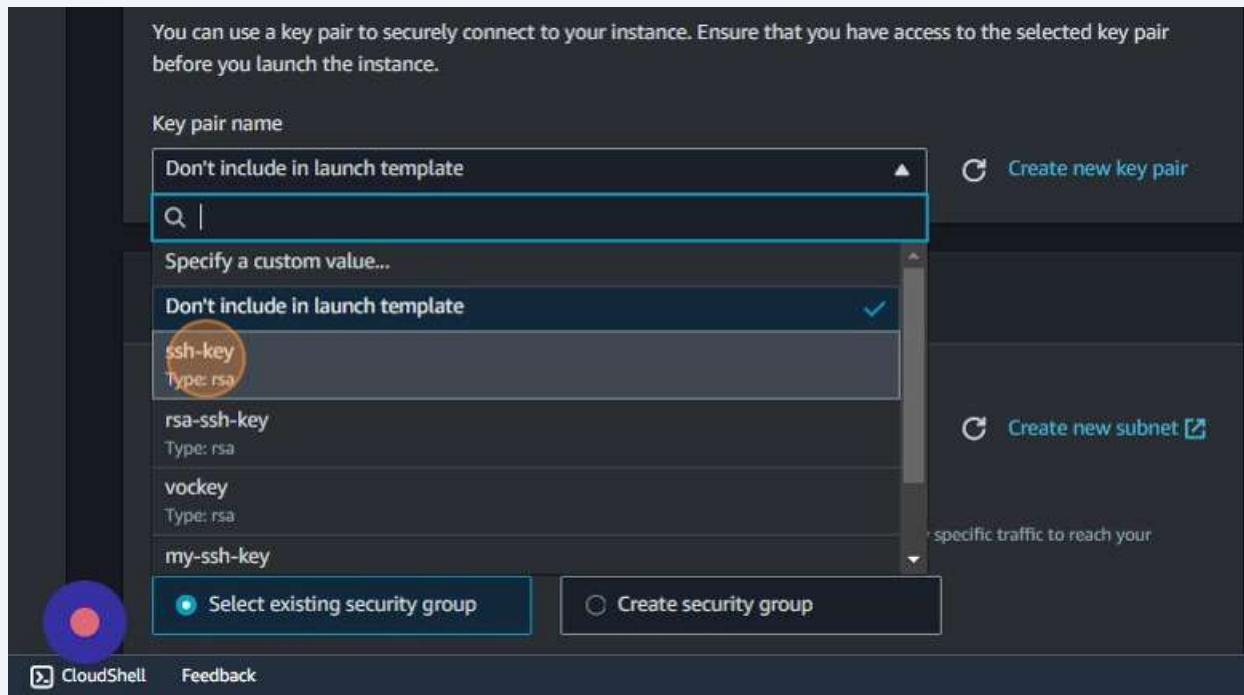 You can use a key pair to securely connect to your instance. Ensure that you have access to the selected key pair
before you launch the instance.
Key pair name
Don't include in launch template
Create new key pair
Specify a custom value...
Don't include in launch template
ssh-key
Type: rsa
rsa-ssh-key
Type: rsa
Create new subnet
vockey
Type: rsa
specific traffic to reach your
my-ssh-key
Select existing security group
Create security group
CloudShell
Feedback